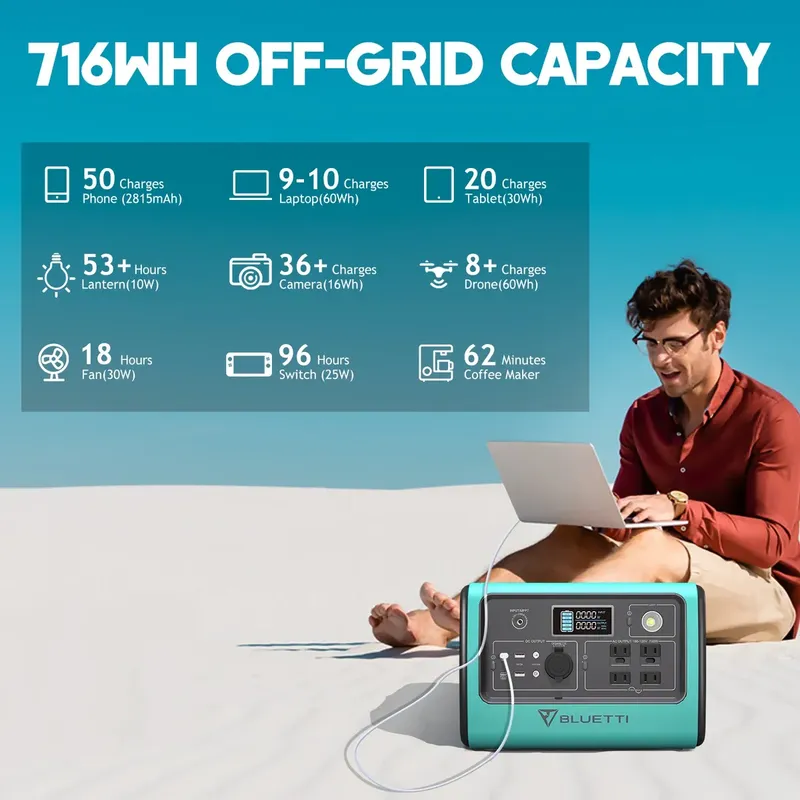 716WH OFF-GRID CAPACITY
50 Charges
Phone (2815mAh)
9-10 Charges
Laptop(60Wh)
20 Charges
Tablet(30Wh)
53+ Hours
Lantern(10W)
36+ Charges
Camera(16Wh)
8+ Charges
Drone(60Wh)
18 Hours
Fan(30W)
96 Hours
Switch (25W)
62 Minutes
Coffee Maker
DC OUTPUT
BLUETTI